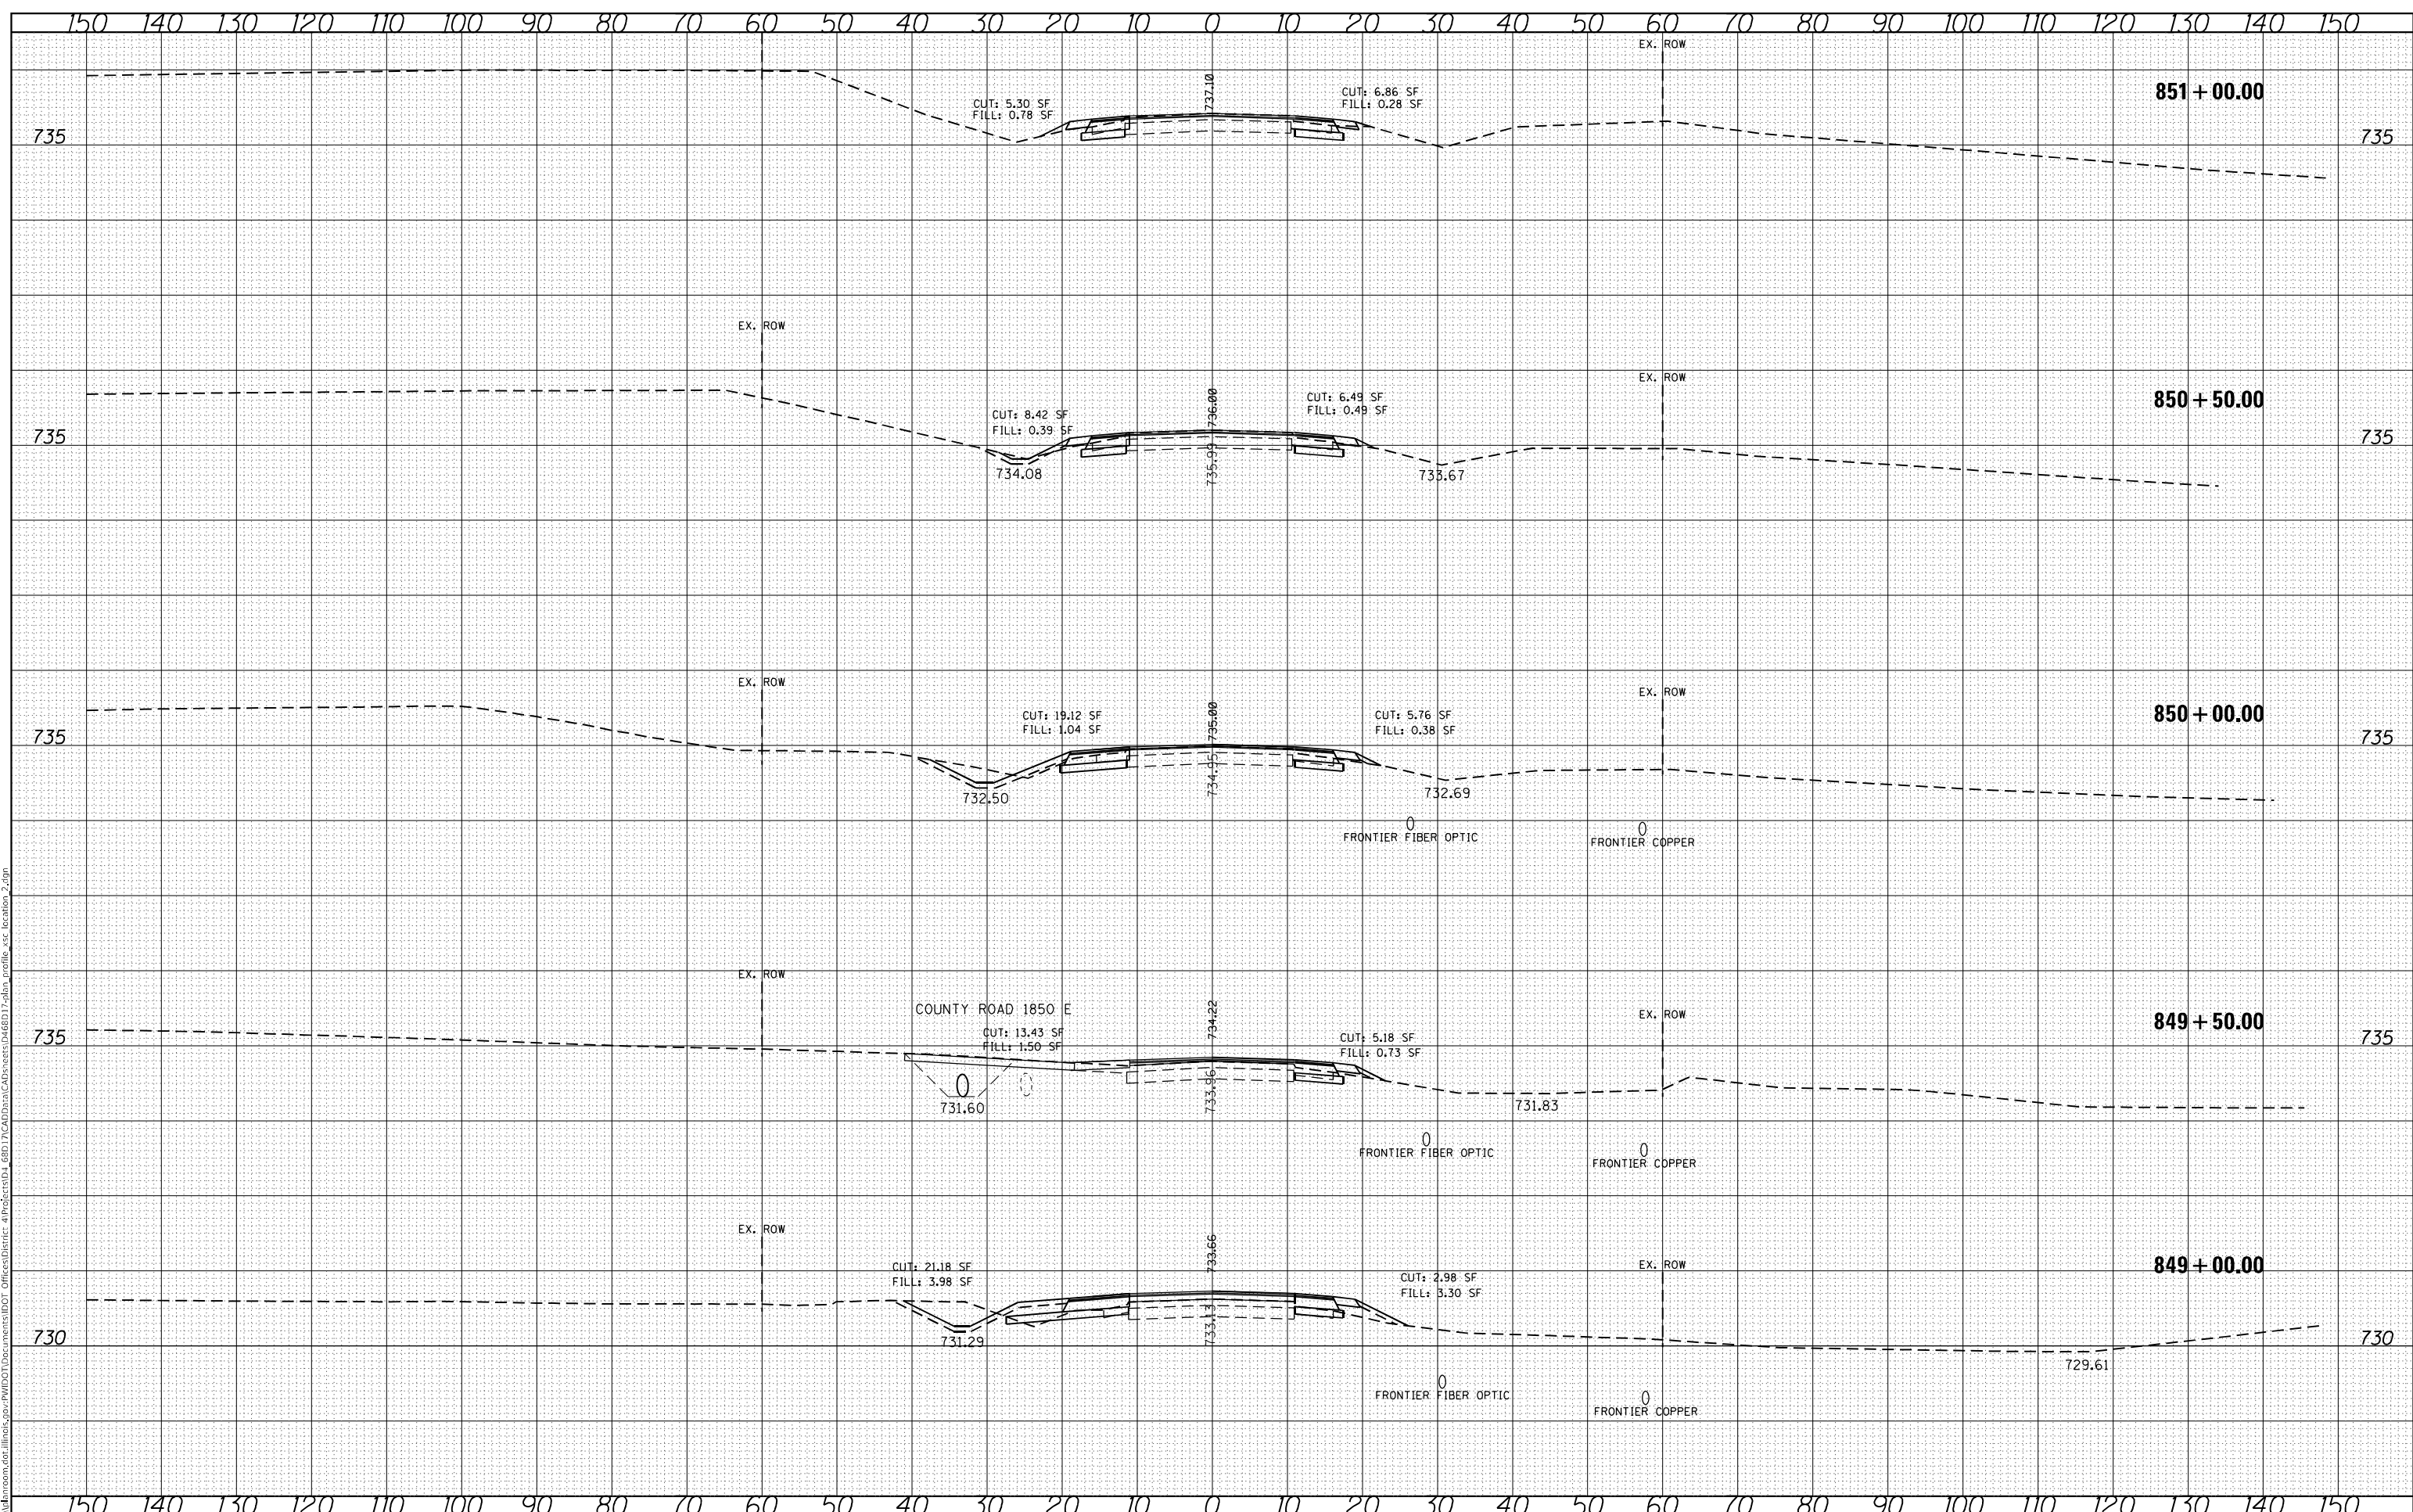 150 140 130 120 110 100 90 80 70 60 50 40 30 20 10 0 10 20 30 40 50 60 70 80 90 100 110 120 130 140 150
EX. ROW
851+00.00
737.10
CUT: 5.30 SF
FILL: 0.78 SF
CUT: 6.86 SF
FILL: 0.28 SF
735 735
EX. ROW
EX. ROW
850+50.00
736.00
CUT: 8.42 SF
FILL: 0.39 SF
CUT: 6.49 SF
FILL: 0.49 SF
735 735
735.99
734.08
733.67
EX. ROW
EX. ROW
850+00.00
735.00
CUT: 19.12 SF
FILL: 1.04 SF
CUT: 5.76 SF
FILL: 0.38 SF
735 735
734.95
732.50
732.69
FRONTIER FIBER OPTIC
FRONTIER COPPER
EX. ROW
EX. ROW
849+50.00
COUNTY ROAD 1850 E
734.22
CUT: 13.43 SF
FILL: 1.50 SF
CUT: 5.18 SF
FILL: 0.73 SF
735 735
733.96
731.60
731.83
FRONTIER FIBER OPTIC
FRONTIER COPPER
EX. ROW
EX. ROW
849+00.00
733.66
CUT: 21.18 SF
FILL: 3.98 SF
CUT: 2.98 SF
FILL: 3.30 SF
730 730
733.13
731.29
729.61
FRONTIER FIBER OPTIC
FRONTIER COPPER
150 140 130 120 110 100 90 80 70 60 50 40 30 20 10 0 10 20 30 40 50 60 70 80 90 100 110 120 130 140 150